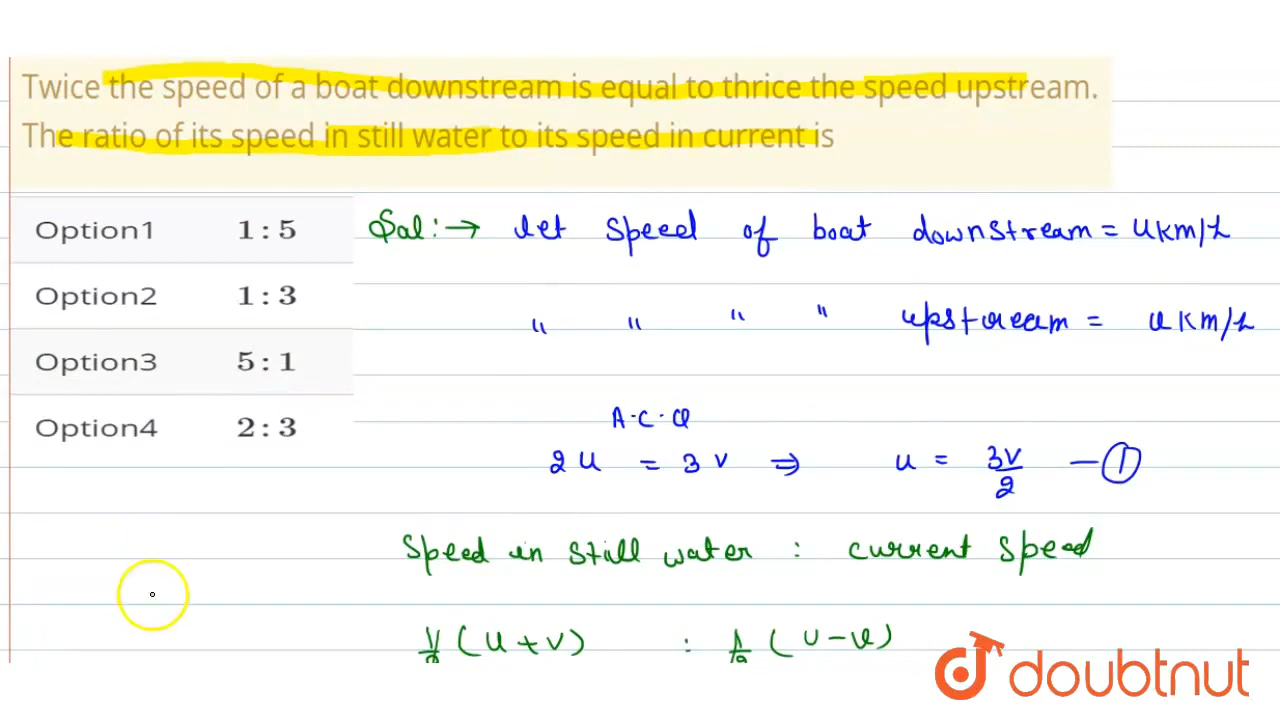 Twice the speed of a boat downstream is equal to thrice the speed upstream.
The ratio of its speed in still water to its speed in current is
Option1 1 : 5
Option2 1 : 3
Option3 5 : 1
Option4 2 : 3
Sol :→ let speed of boat downstream = u km/h
" " " " upstream = v km/h
A.C.Q
2u = 3v ⇒ u = 3v/2 — ①
Speed in still water : current speed
1/2 (u + v) : 1/2 (u - v)
doubtnut